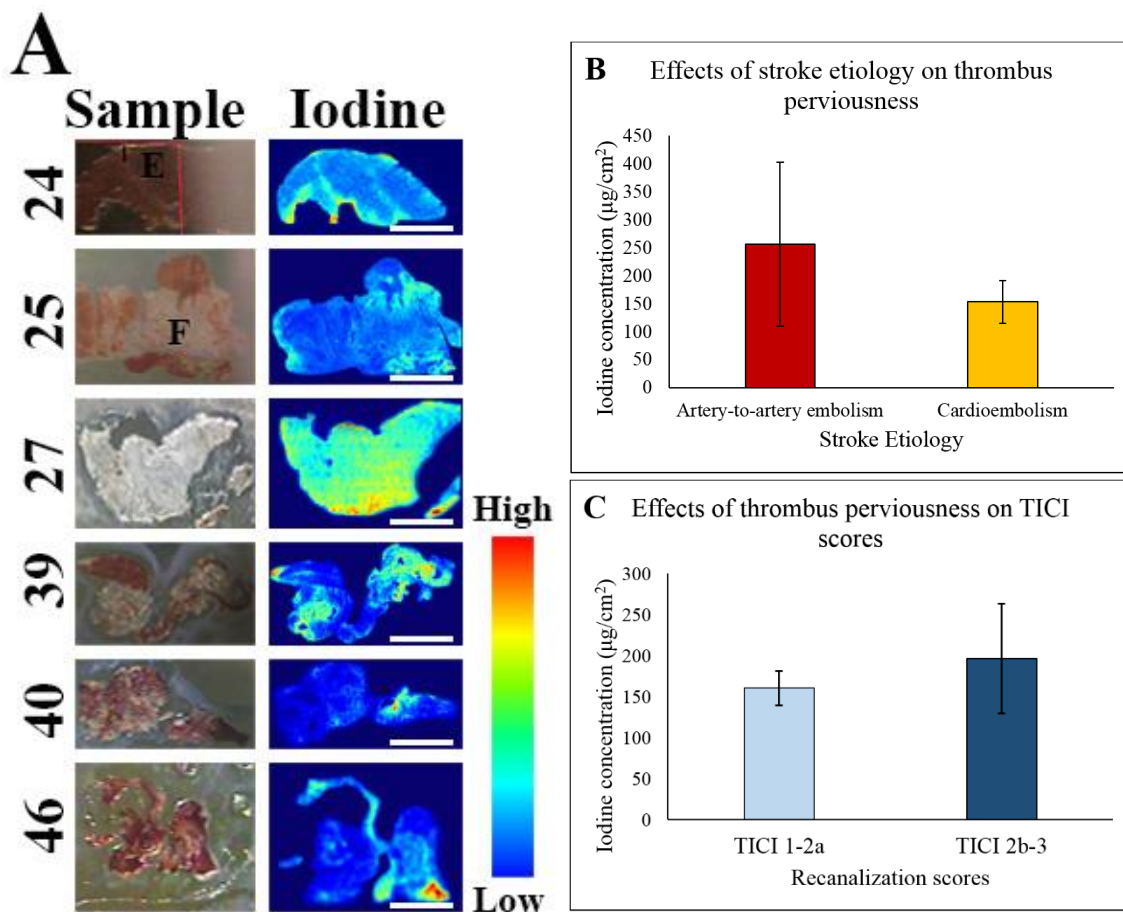 A
Sample Iodine
24
E
25
F
27
39
40
46
High
Low
B Effects of stroke etiology on thrombus
perviousness
Iodine concentration (µg/cm²)
450
400
350
300
250
200
150
100
50
0
Artery-to-artery embolism Cardioembolism
Stroke Etiology
C Effects of thrombus perviousness on TICI
scores
Iodine concentration (µg/cm²)
300
250
200
150
100
50
0
TICI 1-2a TICI 2b-3
Recanalization scores